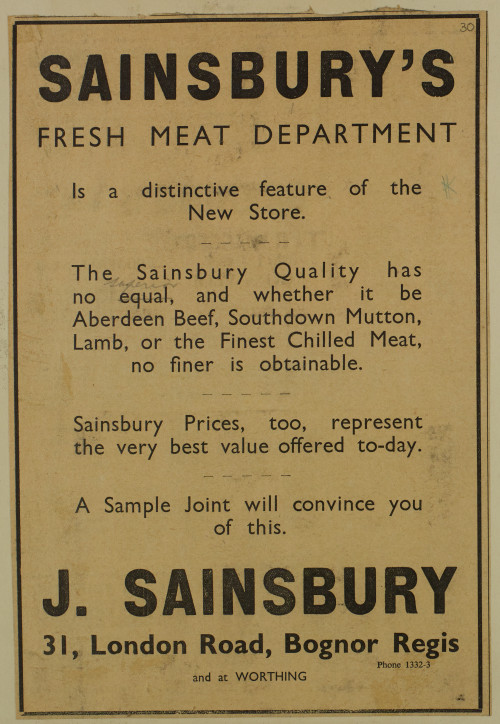 30
SAINSBURY'S
FRESH MEAT DEPARTMENT
Is a distinctive feature of the
New Store.
The Sainsbury Quality has
superior
no equal, and whether it be
Aberdeen Beef, Southdown Mutton,
Lamb, or the Finest Chilled Meat,
no finer is obtainable.
Sainsbury Prices, too, represent
the very best value offered to-day.
A Sample Joint will convince you
of this.
J. SAINSBURY
31, London Road, Bognor Regis
Phone 1332-3
and at WORTHING